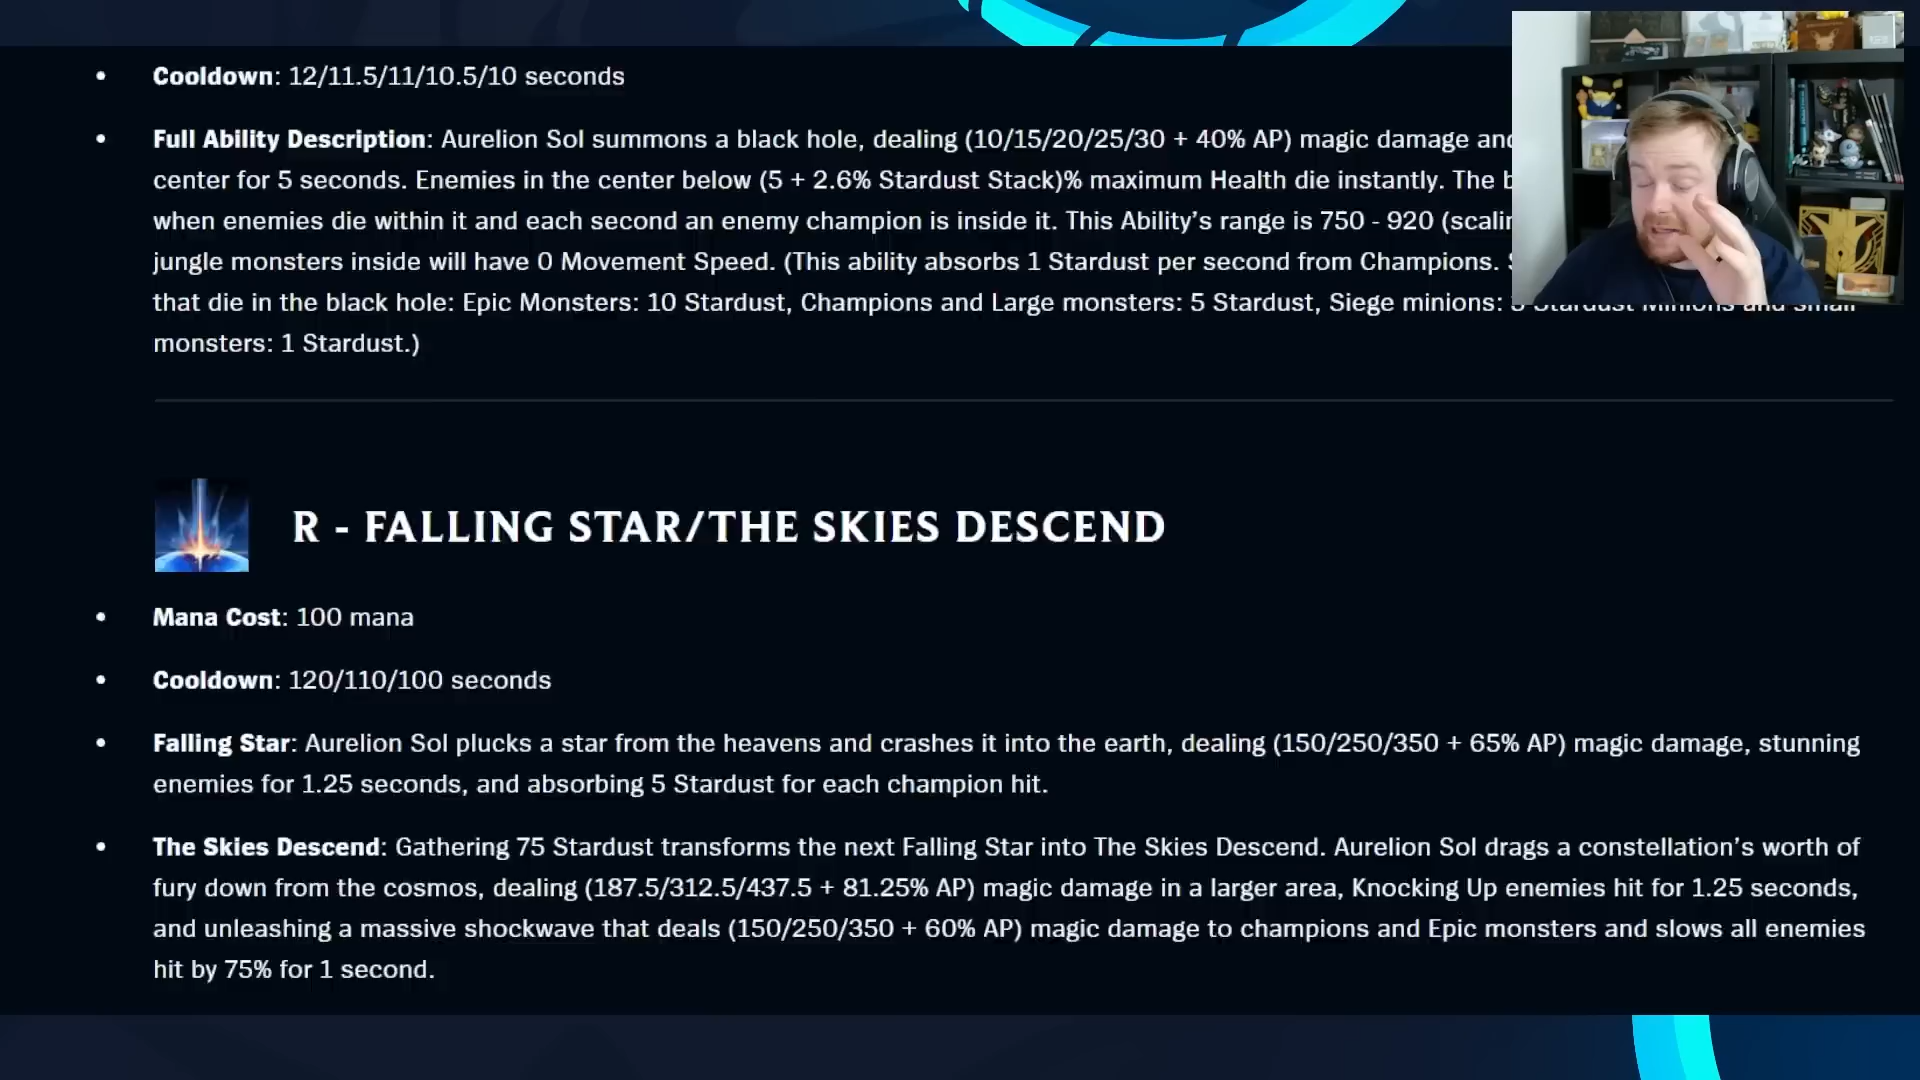 Cooldown: 12/11.5/11/10.5/10 seconds
Full Ability Description: Aurelion Sol summons a black hole, dealing (10/15/20/25/30 + 40% AP) magic damage and
center for 5 seconds. Enemies in the center below (5 + 2.6% Stardust Stack)% maximum Health die instantly. The
when enemies die within it and each second an enemy champion is inside it. This Ability’s range is 750 - 920
jungle monsters inside will have 0 Movement Speed. (This ability absorbs 1 Stardust per second from Champions.
that die in the black hole: Epic Monsters: 10 Stardust, Champions and Large monsters: 5 Stardust, Siege minions: Stardust Minions and small
monsters: 1 Stardust.)
R - FALLING STAR/THE SKIES DESCEND
Mana Cost: 100 mana
Cooldown: 120/110/100 seconds
Falling Star: Aurelion Sol plucks a star from the heavens and crashes it into the earth, dealing (150/250/350 + 65% AP) magic damage, stunning
enemies for 1.25 seconds, and absorbing 5 Stardust for each champion hit.
The Skies Descend: Gathering 75 Stardust transforms the next Falling Star into The Skies Descend. Aurelion Sol drags a constellation’s worth of
fury down from the cosmos, dealing (187.5/312.5/437.5 + 81.25% AP) magic damage in a larger area, Knocking Up enemies hit for 1.25 seconds,
and unleashing a massive shockwave that deals (150/250/350 + 60% AP) magic damage to champions and Epic monsters and slows all enemies
hit by 75% for 1 second.